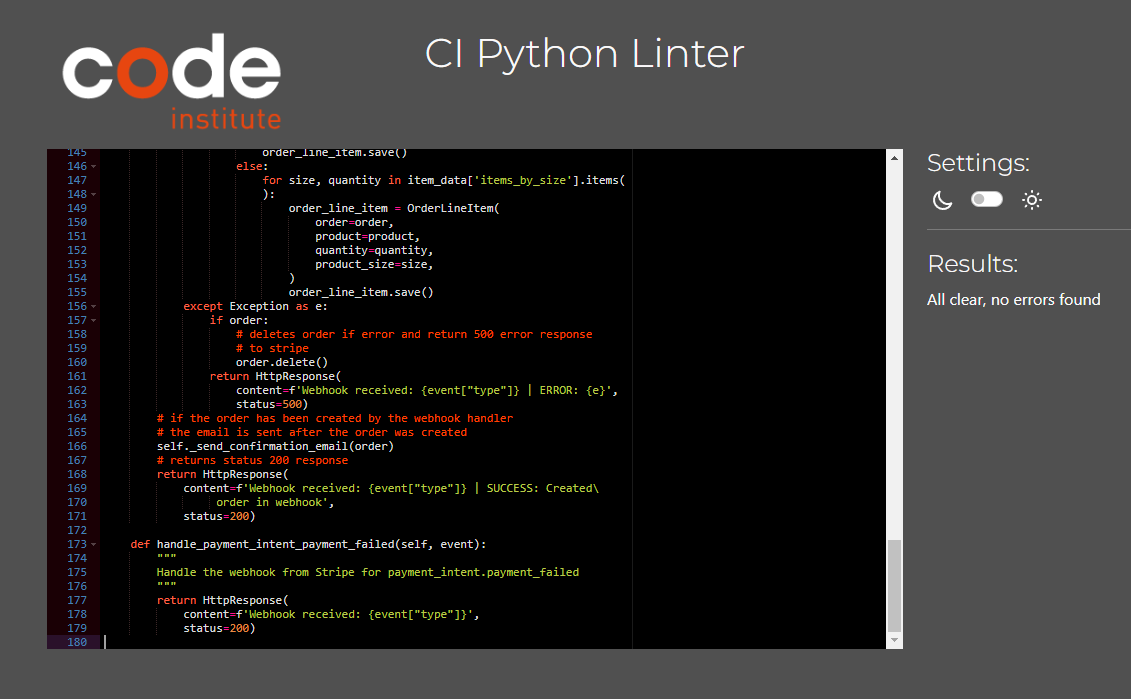 code
institute
CI Python Linter
145 order_line_item.save()
146 else:
147 for size, quantity in item_data['items_by_size'].items(
148 ):
149 order_line_item = OrderLineItem(
150 order=order,
151 product=product,
152 quantity=quantity,
153 product_size=size,
154 )
155 order_line_item.save()
156 except Exception as e:
157 if order:
158 # deletes order if error and return 500 error response
159 # to stripe
160 order.delete()
161 return HttpResponse(
162 content=f'Webhook received: {event["type"]} | ERROR: {e}',
163 status=500)
164 # if the order has been created by the webhook handler
165 # the email is sent after the order was created
166 self._send_confirmation_email(order)
167 # returns status 200 response
168 return HttpResponse(
169 content=f'Webhook received: {event["type"]} | SUCCESS: Created\
170 order in webhook',
171 status=200)
172
173 def handle_payment_intent_payment_failed(self, event):
174 """
175 Handle the webhook from Stripe for payment_intent.payment_failed
176 """
177 return HttpResponse(
178 content=f'Webhook received: {event["type"]}',
179 status=200)
180
Settings:
Results:
All clear, no errors found